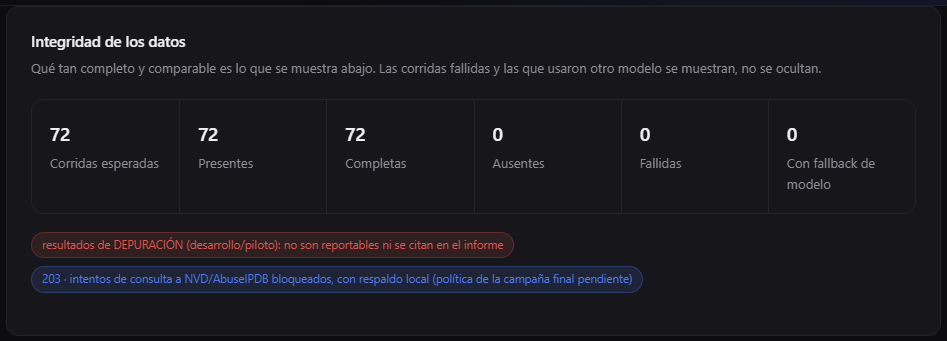 Integridad de los datos
Qué tan completo y comparable es lo que se muestra abajo. Las corridas fallidas y las que usaron otro modelo se muestran, no se ocultan.
72
Corridas esperadas
72
Presentes
72
Completas
0
Ausentes
0
Fallidas
0
Con fallback de
modelo
resultados de DEPURACIÓN (desarrollo/piloto): no son reportables ni se citan en el informe
203 · intentos de consulta a NVD/AbuseIPDB bloqueados, con respaldo local (política de la campaña final pendiente)